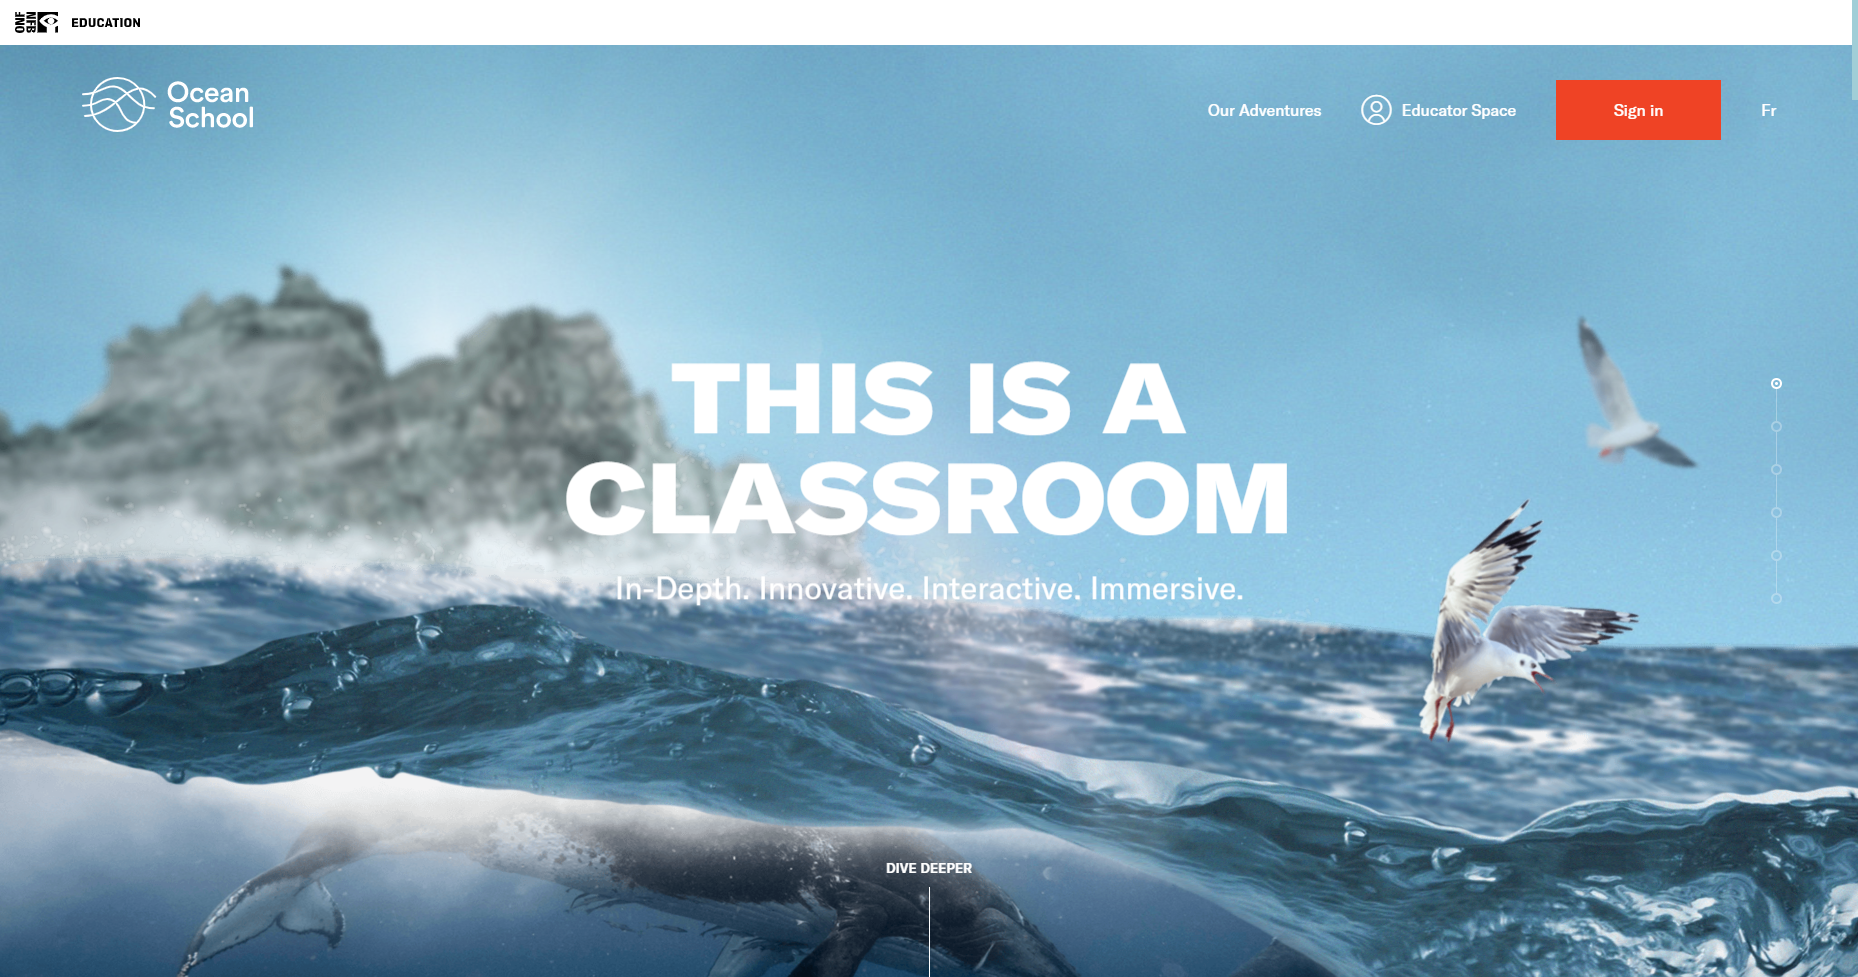 ONF
NFB
EDUCATION
Ocean
School
Our Adventures
Educator Space
Sign in
Fr
THIS IS A
CLASSROOM
In-Depth. Innovative. Interactive. Immersive.
DIVE DEEPER